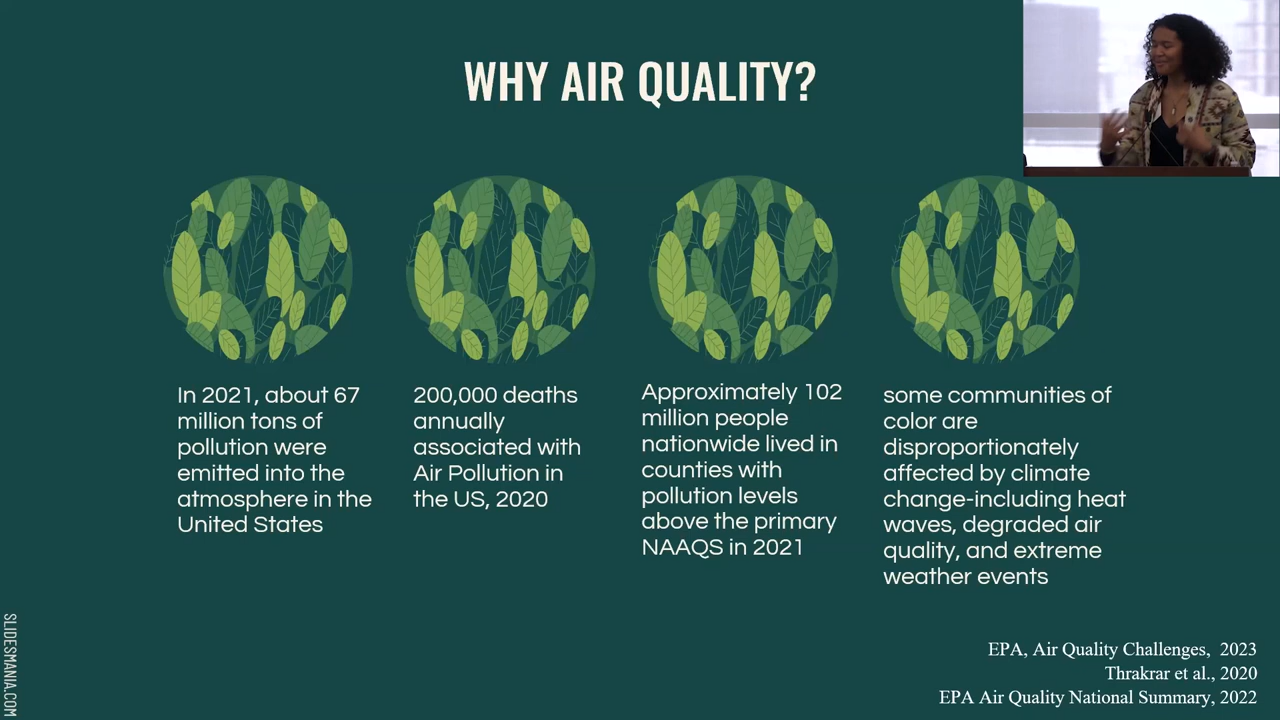 WHY AIR QUALITY?
In 2021, about 67
million tons of
pollution were
emitted into the
atmosphere in the
United States
200,000 deaths
annually
associated with
Air Pollution in
the US, 2020
Approximately 102
million people
nationwide lived in
counties with
pollution levels
above the primary
NAAQS in 2021
some communities of
color are
disproportionately
affected by climate
change-including heat
waves, degraded air
quality, and extreme
weather events
EPA, Air Quality Challenges, 2023
Thrakrar et al., 2020
EPA Air Quality National Summary, 2022
SLIDESMANIA.COM